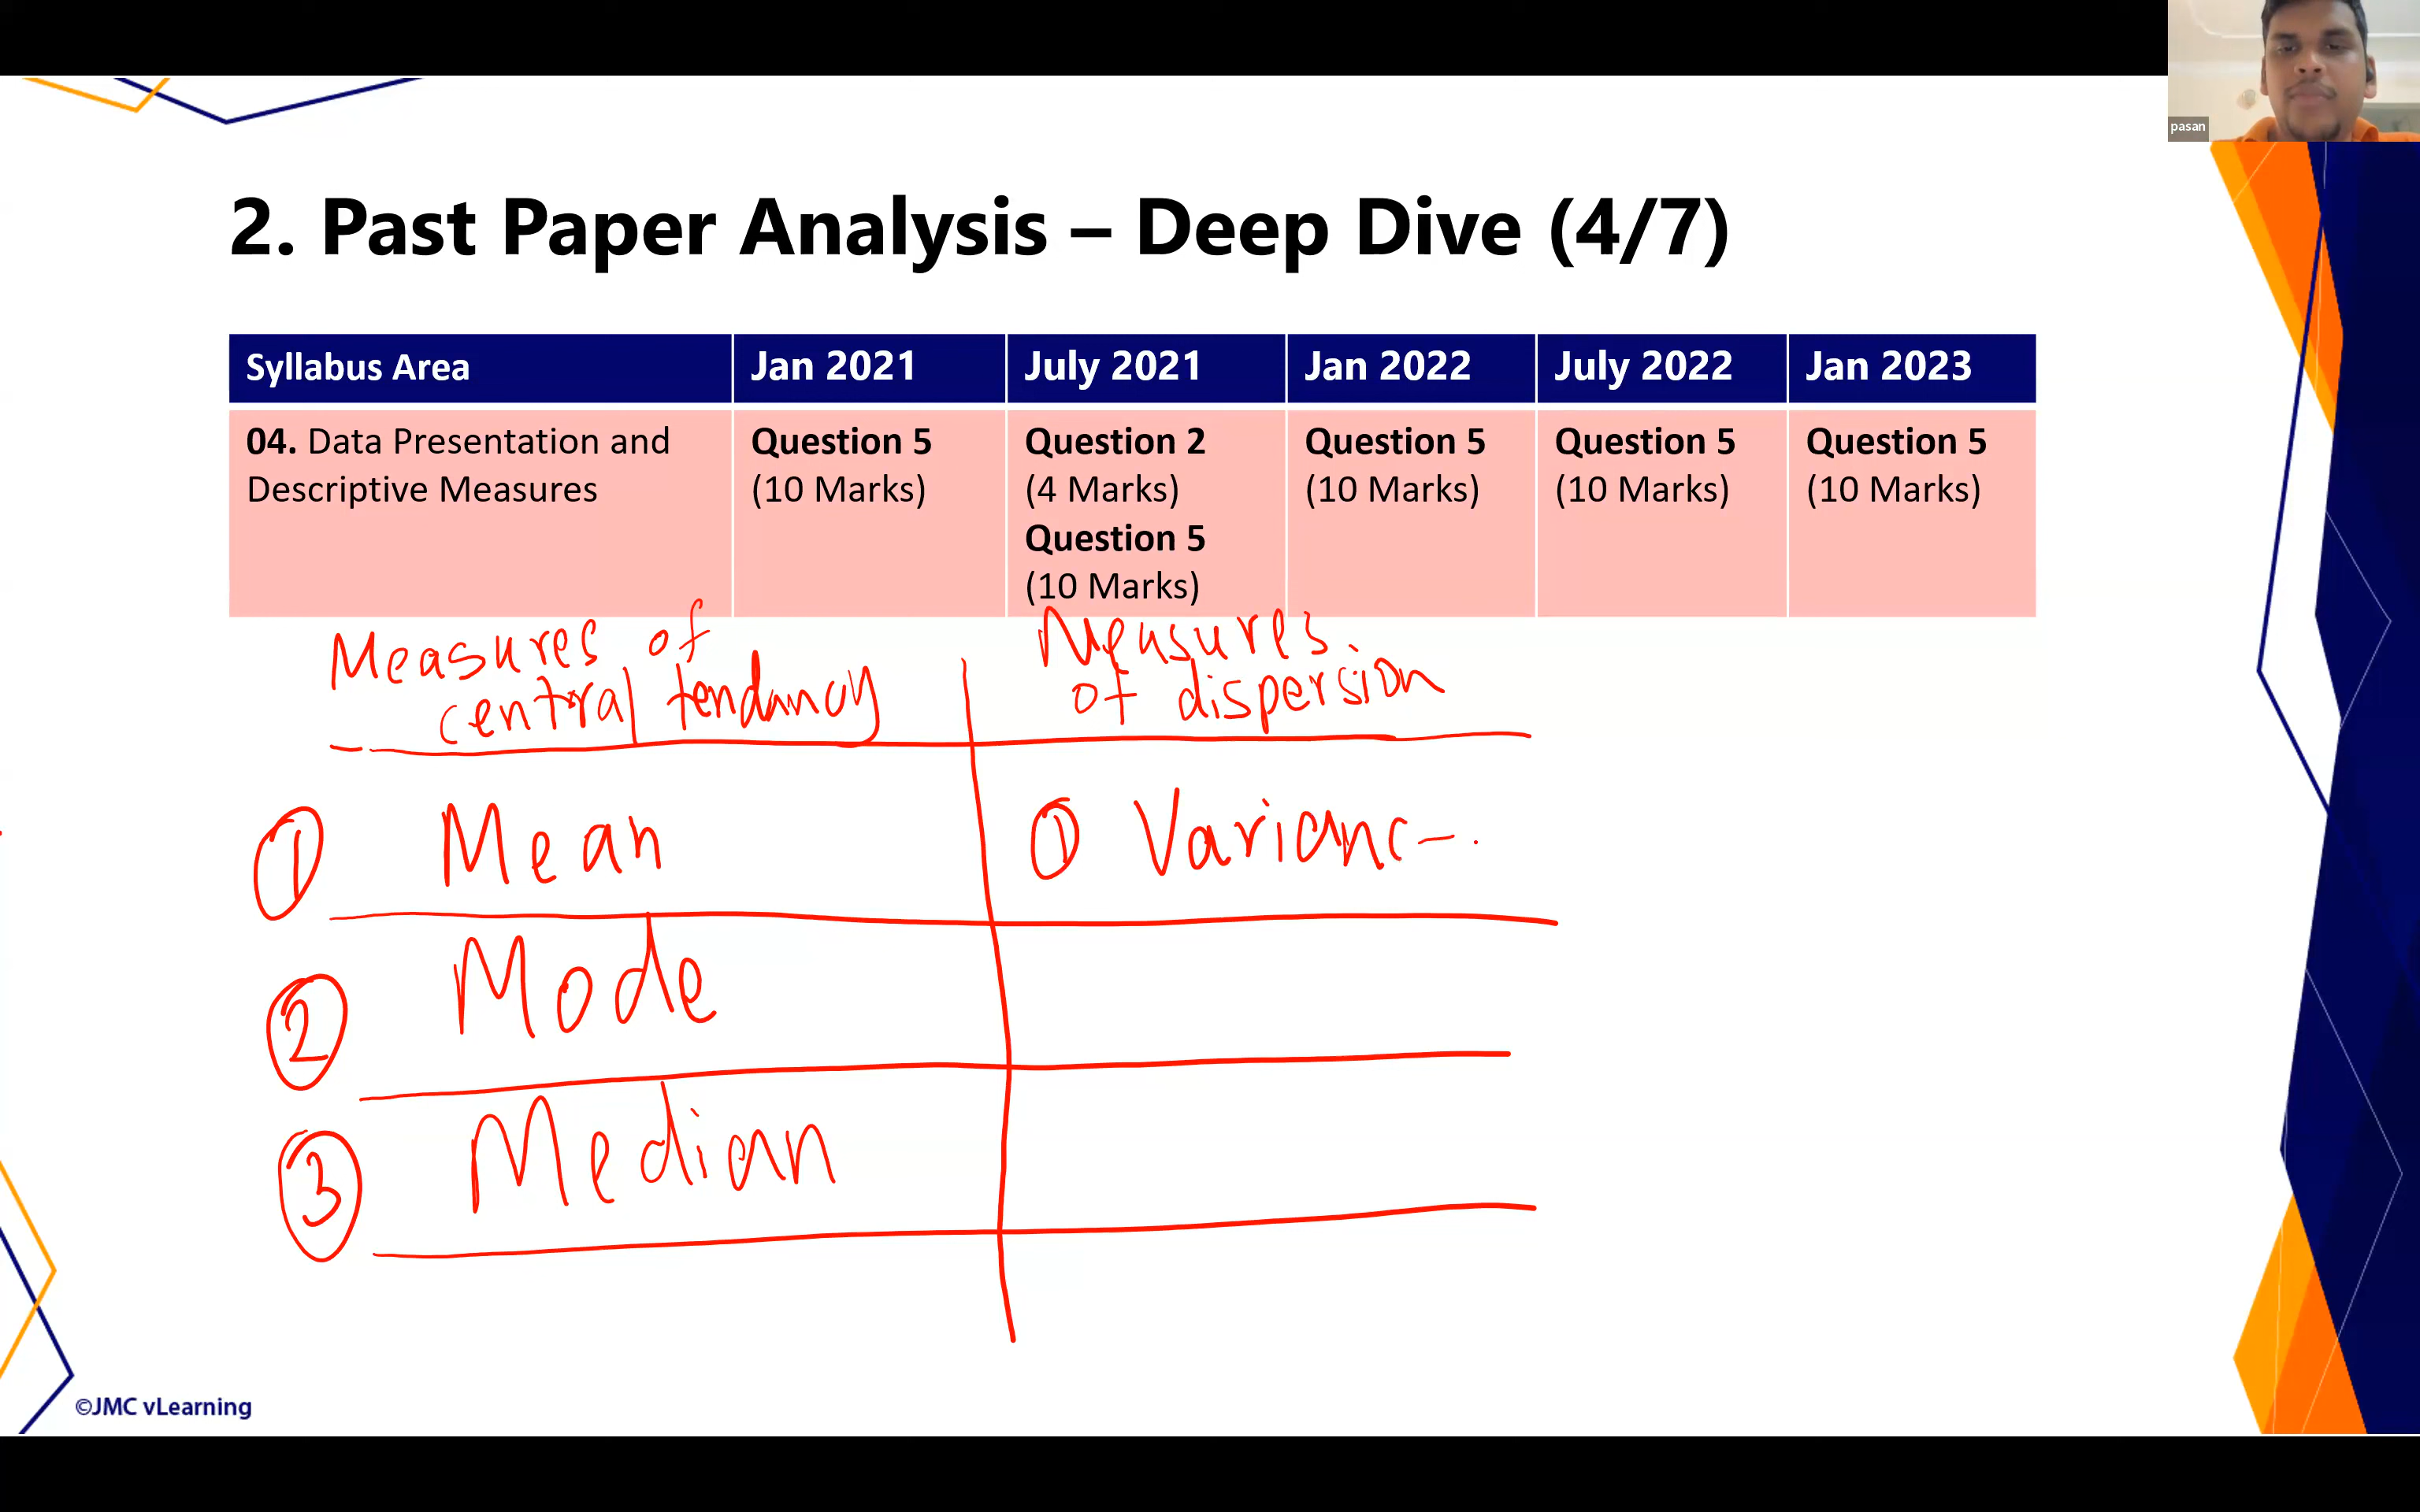 pasan
2. Past Paper Analysis – Deep Dive (4/7)
Syllabus Area Jan 2021 July 2021 Jan 2022 July 2022 Jan 2023
04. Data Presentation and Question 5 Question 2 Question 5 Question 5 Question 5
Descriptive Measures (10 Marks) (4 Marks) (10 Marks) (10 Marks) (10 Marks)
Question 5
(10 Marks)
Measures of Measures
central tendancy of dispersion
1 Mean 1 Varianc
2 Mode
3 Median
©JMC vLearning